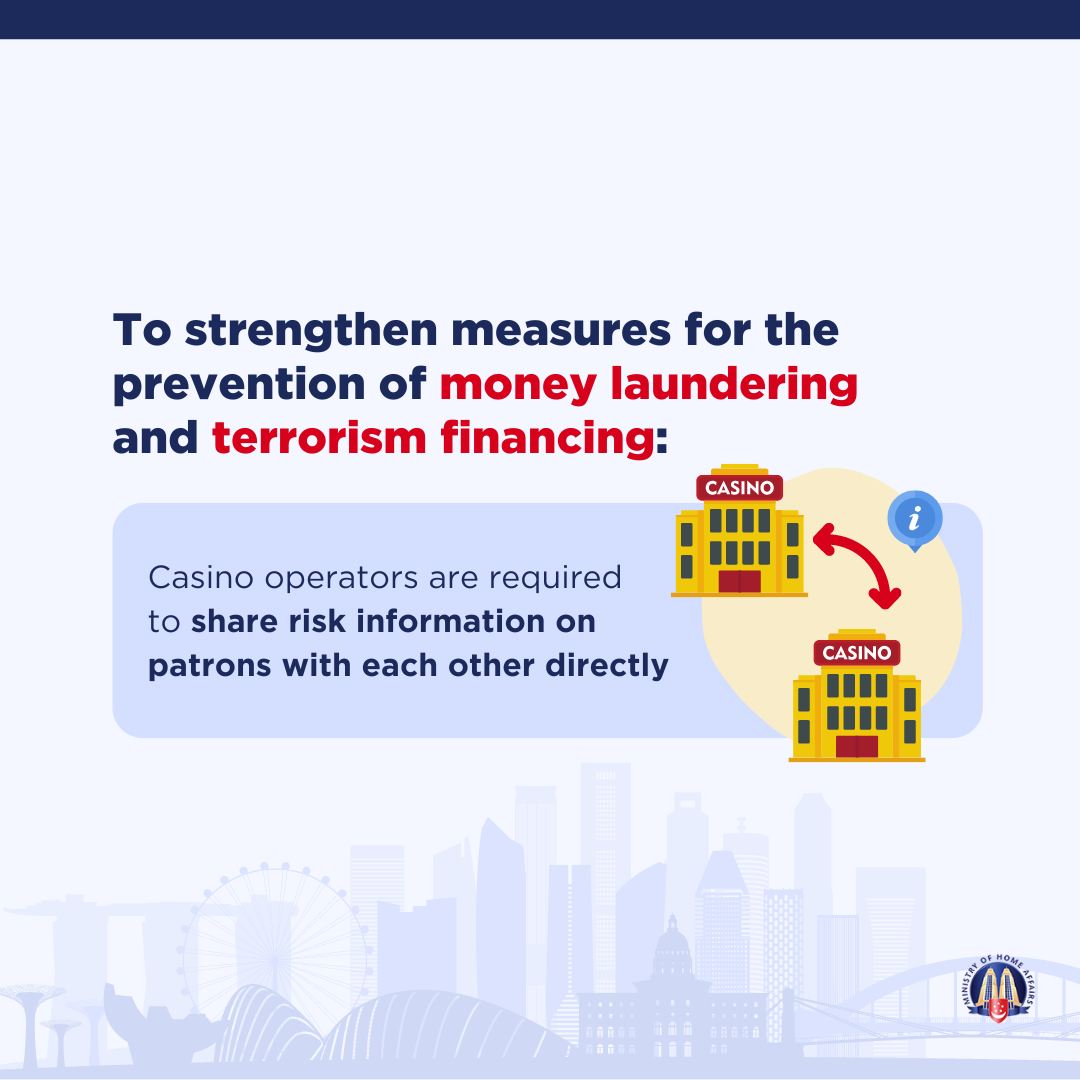 To strengthen measures for the
prevention of money laundering
and terrorism financing:
CASINO
i
Casino operators are required
to share risk information on
patrons with each other directly
CASINO
MINISTRY OF HOME AFFAIRS